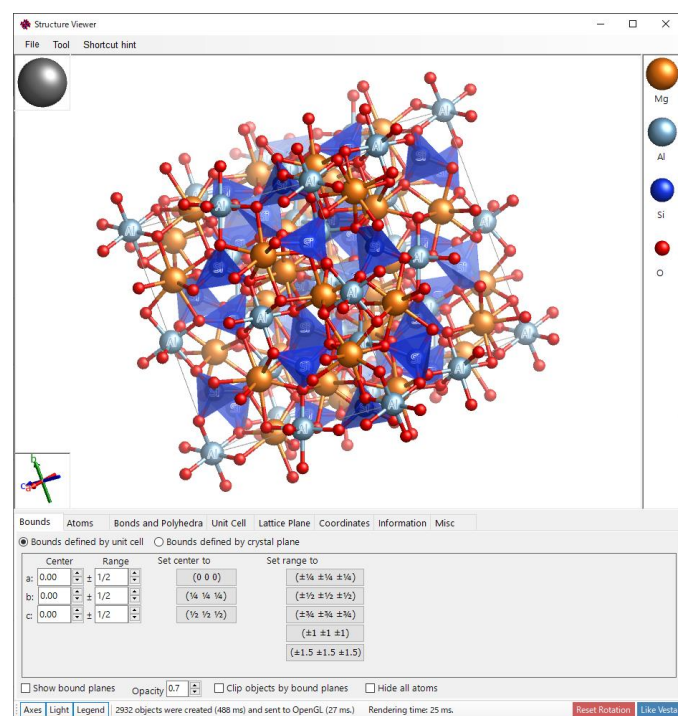 Structure Viewer
File Tool Shortcut hint
Mg
Al
Si
O
b
c a
Bounds Atoms Bonds and Polyhedra Unit Cell Lattice Plane Coordinates Information Misc
Bounds defined by unit cell Bounds defined by crystal plane
Center Range Set center to Set range to
a: 0.00 ± 1/2 (0 0 0) (±¼ ±¼ ±¼)
b: 0.00 ± 1/2 (¼ ¼ ¼) (±½ ±½ ±½)
c: 0.00 ± 1/2 (½ ½ ½) (±¾ ±¾ ±¾)
(±1 ±1 ±1)
(±1.5 ±1.5 ±1.5)
Show bound planes Opacity 0.7 Clip objects by bound planes Hide all atoms
Axes Light Legend 2932 objects were created (488 ms) and sent to OpenGL (27 ms.) Rendering time: 25 ms. Reset Rotation Like Vesta